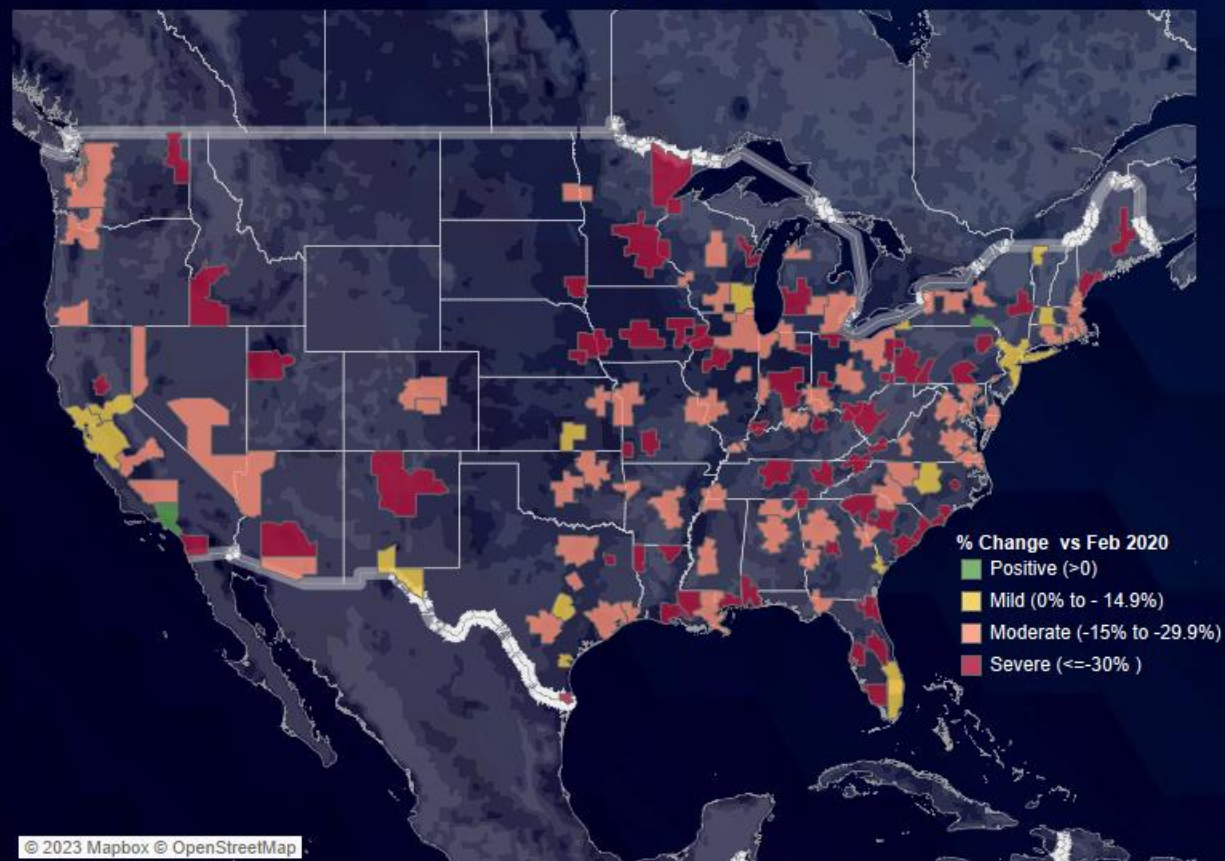 % Change vs Feb 2020
Positive (>0)
Mild (0% to - 14.9%)
Moderate (-15% to -29.9%)
Severe (<=-30% )
© 2023 Mapbox © OpenStreetMap